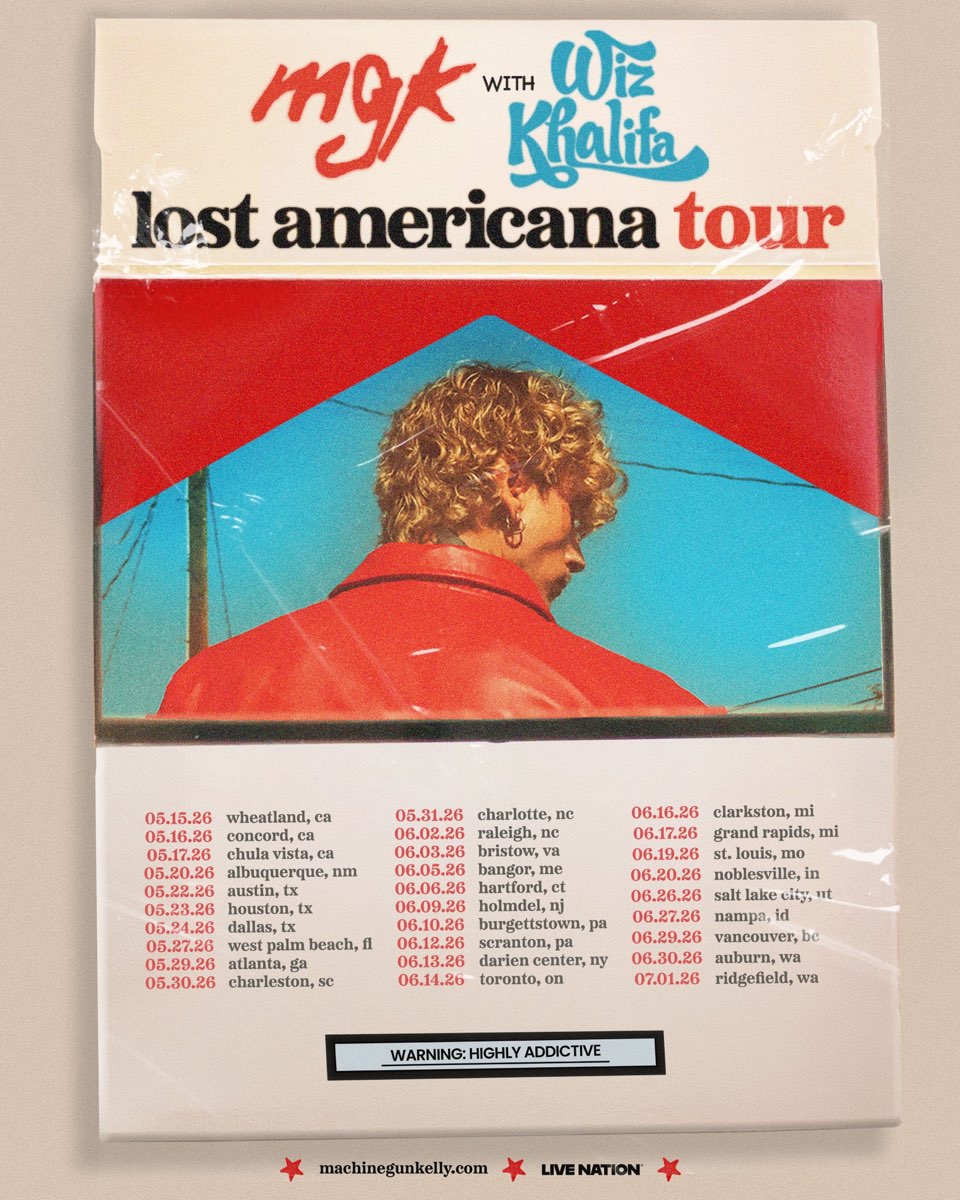 mgk WITH Wiz Khalifa
lost americana tour
05.15.26 wheatland, ca
05.16.26 concord, ca
05.17.26 chula vista, ca
05.20.26 albuquerque, nm
05.22.26 austin, tx
05.23.26 houston, tx
05.24.26 dallas, tx
05.27.26 west palm beach, fl
05.29.26 atlanta, ga
05.30.26 charleston, sc
05.31.26 charlotte, nc
06.02.26 raleigh, nc
06.03.26 bristow, va
06.05.26 bangor, me
06.06.26 hartford, ct
06.09.26 holmdel, nj
06.10.26 burgettstown, pa
06.12.26 scranton, pa
06.13.26 darien center, ny
06.14.26 toronto, on
06.16.26 clarkston, mi
06.17.26 grand rapids, mi
06.19.26 st. louis, mo
06.20.26 noblesville, in
06.26.26 salt lake city, ut
06.27.26 nampa, id
06.29.26 vancouver, bc
06.30.26 auburn, wa
07.01.26 ridgefield, wa
WARNING: HIGHLY ADDICTIVE
machinegunkelly.com LIVE NATION